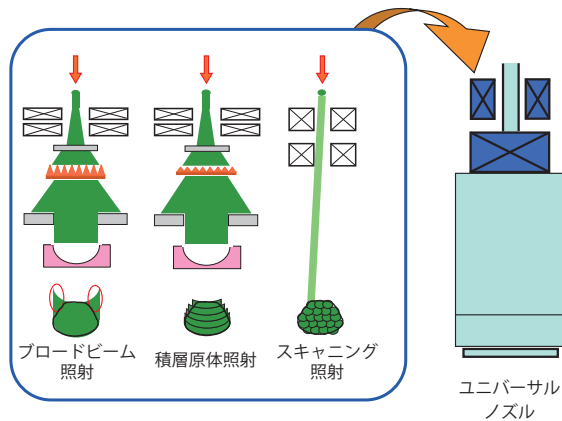 ブロードビーム
照射
積層原体照射
スキャニング
照射
ユニバーサル
ノズル